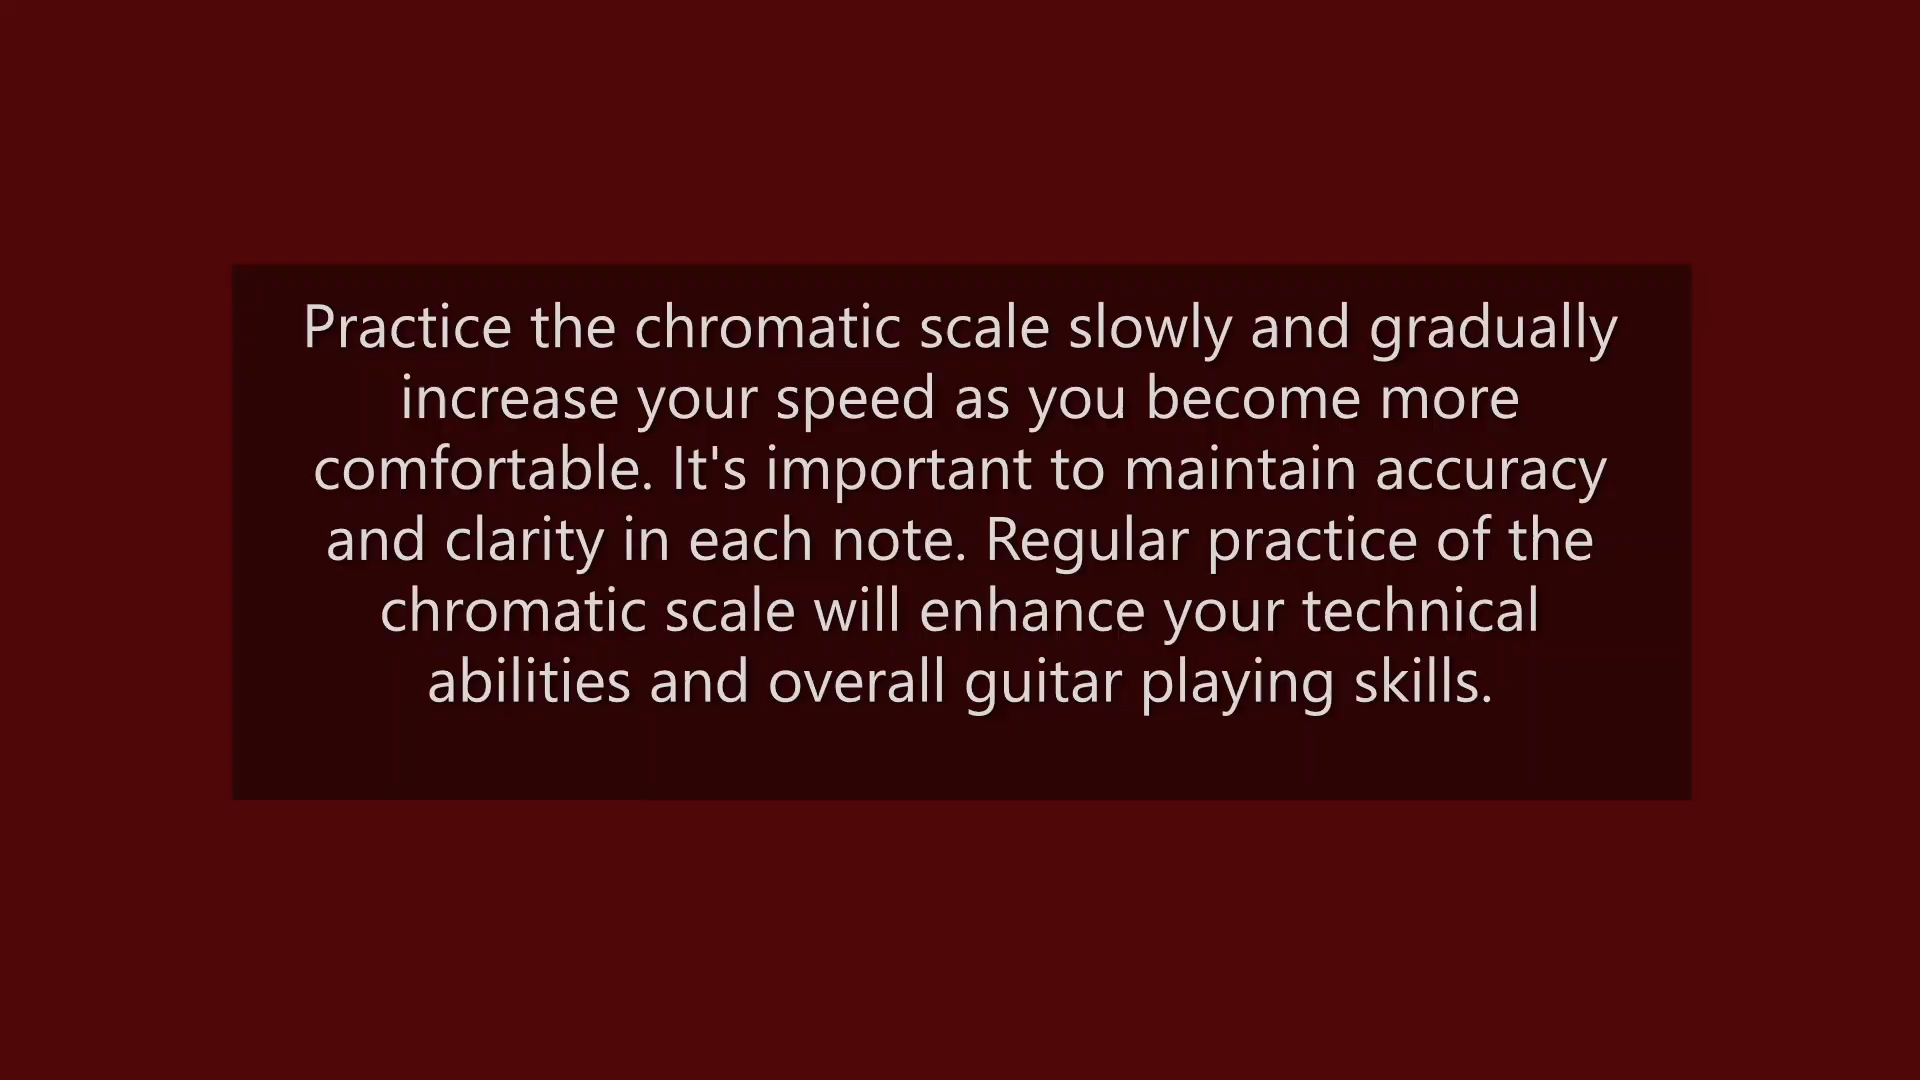 Practice the chromatic scale slowly and gradually
increase your speed as you become more
comfortable. It's important to maintain accuracy
and clarity in each note. Regular practice of the
chromatic scale will enhance your technical
abilities and overall guitar playing skills.